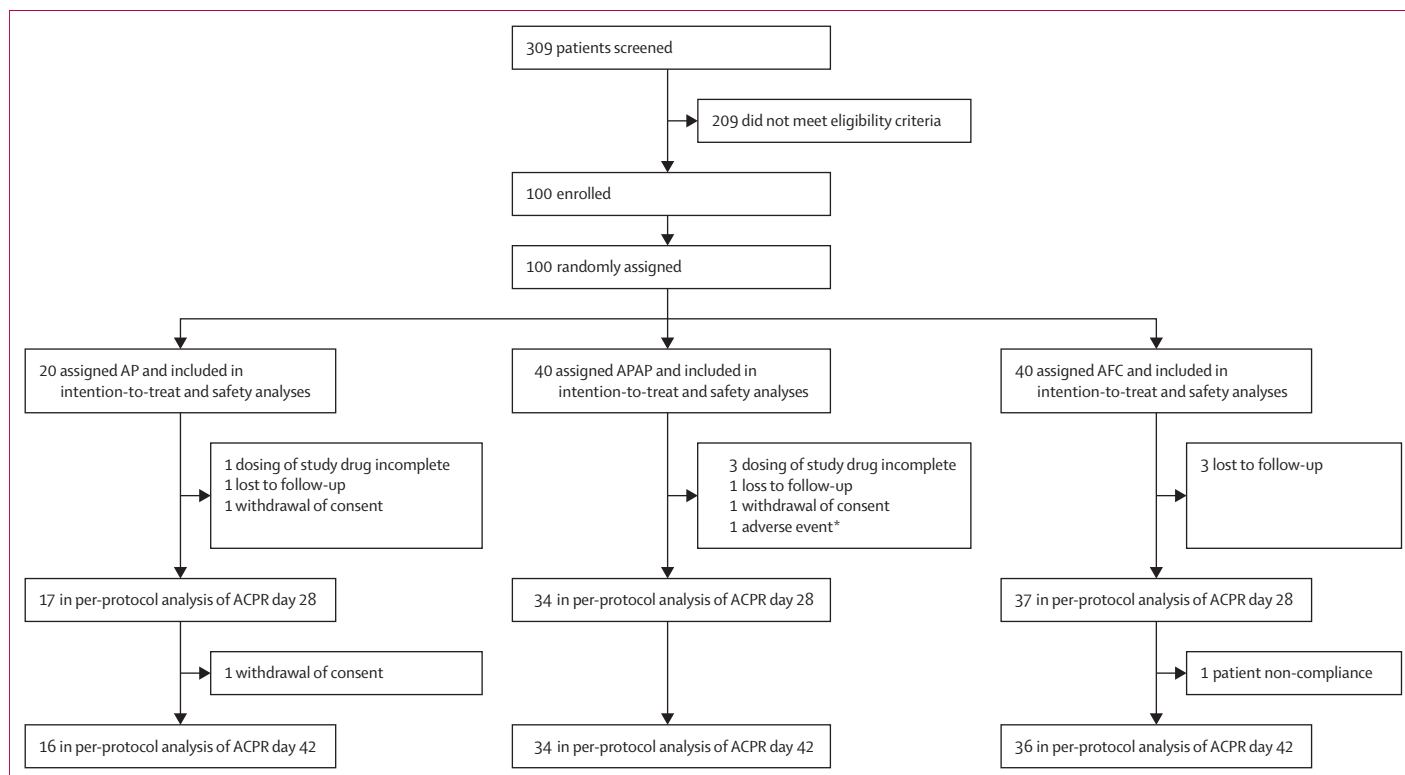 309 patients screened
209 did not meet eligibility criteria
100 enrolled
100 randomly assigned
20 assigned AP and included in
intention-to-treat and safety analyses
40 assigned APAP and included in
intention-to-treat and safety analyses
40 assigned AFC and included in
intention-to-treat and safety analyses
1 dosing of study drug incomplete
1 lost to follow-up
1 withdrawal of consent
3 dosing of study drug incomplete
1 loss to follow-up
1 withdrawal of consent
1 adverse event*
3 lost to follow-up
17 in per-protocol analysis of ACPR day 28
34 in per-protocol analysis of ACPR day 28
37 in per-protocol analysis of ACPR day 28
1 withdrawal of consent
1 patient non-compliance
16 in per-protocol analysis of ACPR day 42
34 in per-protocol analysis of ACPR day 42
36 in per-protocol analysis of ACPR day 42